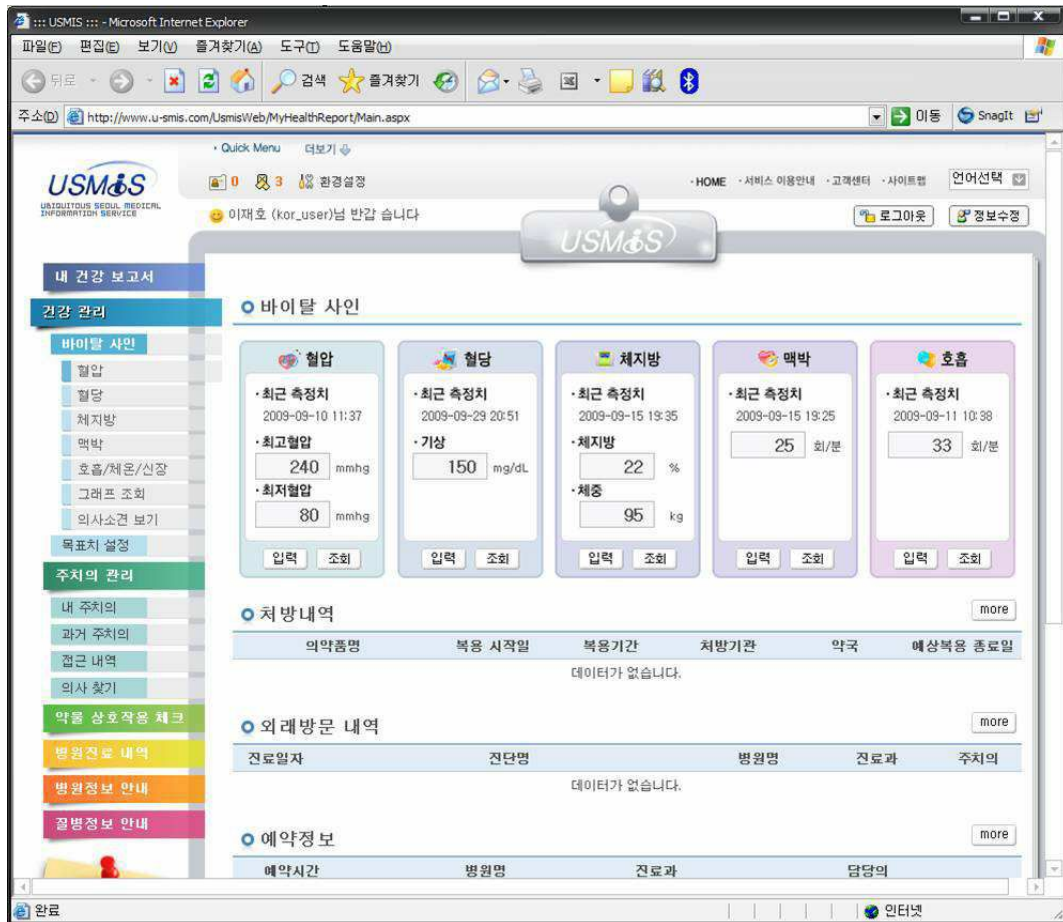 ::: USMIS ::: - Microsoft Internet Explorer
파일(F) 편집(E) 보기(V) 즐겨찾기(A) 도구(T) 도움말(H)
뒤로 검색 즐겨찾기
주소(D) http://www.u-smis.com/UsmisWeb/MyHealthReport/Main.aspx 이동 SnagIt
· Quick Menu 더보기
USMiS
UBIQUITOUS SEOUL MEDICAL
INFORMATION SERVICE
0 3 환경설정
· HOME · 서비스 이용안내 · 고객센터 · 사이트맵 언어선택
이재호 (kor_user)님 반갑 습니다
로그아웃 정보수정
USMiS
내 건강 보고서
건강 관리
바이탈 사인
혈압
혈당
체지방
맥박
호흡/체온/신장
그래프 조회
의사소견 보기
목표치 설정
주치의 관리
내 주치의
과거 주치의
접근 내역
의사 찾기
약물 상호작용 체크
병원진료 내역
병원정보 안내
질병정보 안내
바이탈 사인
혈압
· 최근 측정치
2009-09-10 11:37
· 최고혈압
240 mmhg
· 최저혈압
80 mmhg
입력 조회
혈당
· 최근 측정치
2009-09-29 20:51
· 기상
150 mg/dL
입력 조회
체지방
· 최근 측정치
2009-09-15 19:35
· 체지방
22 %
· 체중
95 kg
입력 조회
맥박
· 최근 측정치
2009-09-15 19:25
25 회/분
입력 조회
호흡
· 최근 측정치
2009-09-11 10:38
33 회/분
입력 조회
처방내역 more
의약품명 복용 시작일 복용기간 처방기관 약국 예상복용 종료일
데이터가 없습니다.
외래방문 내역 more
진료일자 진단명 병원명 진료과 주치의
데이터가 없습니다.
예약정보 more
예약시간 병원명 진료과 담당의
완료 인터넷